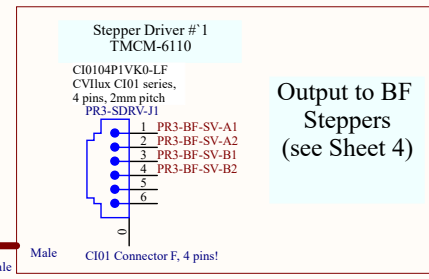 Stepper Driver #`1
TMCM-6110
CI0104P1VK0-LF
CVIlux CI01 series,
4 pins, 2mm pitch
PR3-SDRV-J1
1 PR3-BF-SV-A1
2 PR3-BF-SV-A2
3 PR3-BF-SV-B1
4 PR3-BF-SV-B2
5
6
0
Male
CI01 Connector F, 4 pins!
Output to BF
Steppers
(see Sheet 4)